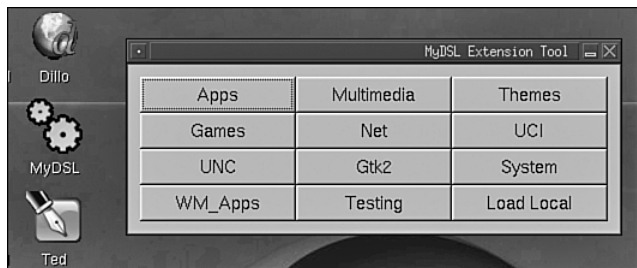 MyDSL Extension Tool
Dillo
Apps Multimedia Themes
Games Net UCI
MyDSL
UNC Gtk2 System
WM_Apps Testing Load Local
Ted